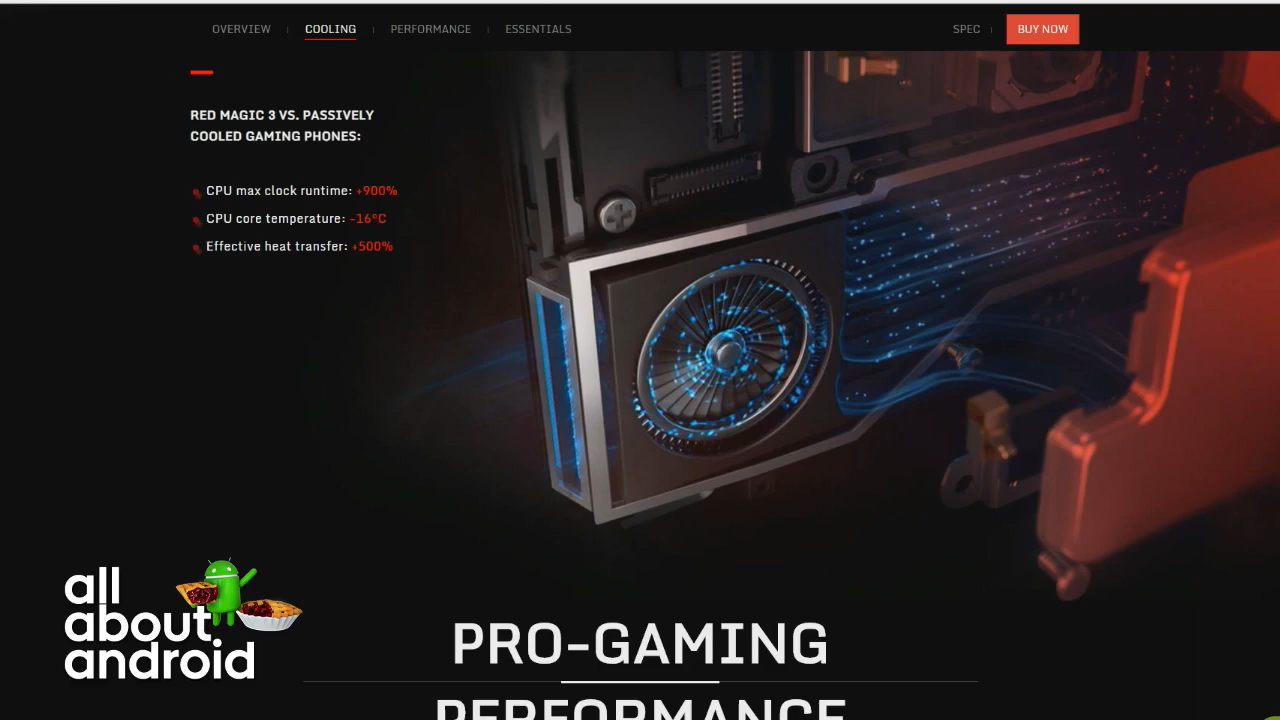 OVERVIEW | COOLING | PERFORMANCE | ESSENTIALS SPEC | BUY NOW
RED MAGIC 3 VS. PASSIVELY
COOLED GAMING PHONES:
CPU max clock runtime: +900%
CPU core temperature: -16°C
Effective heat transfer: +500%
all
about
android
PRO-GAMING
PERFORMANCE